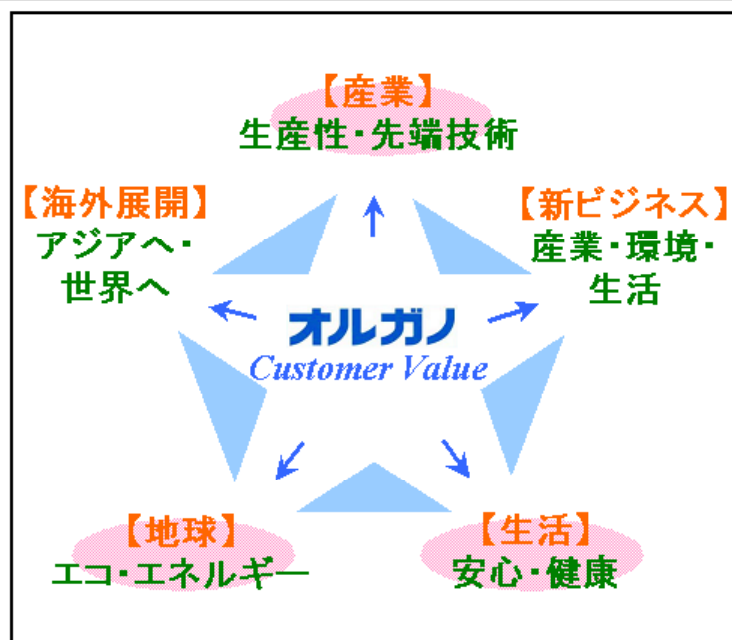 【産業】
生産性・先端技術
【海外展開】
アジアへ・
世界へ
【新ビジネス】
産業・環境・
生活
オルガノ
Customer Value
【地球】
エコ・エネルギー
【生活】
安心・健康